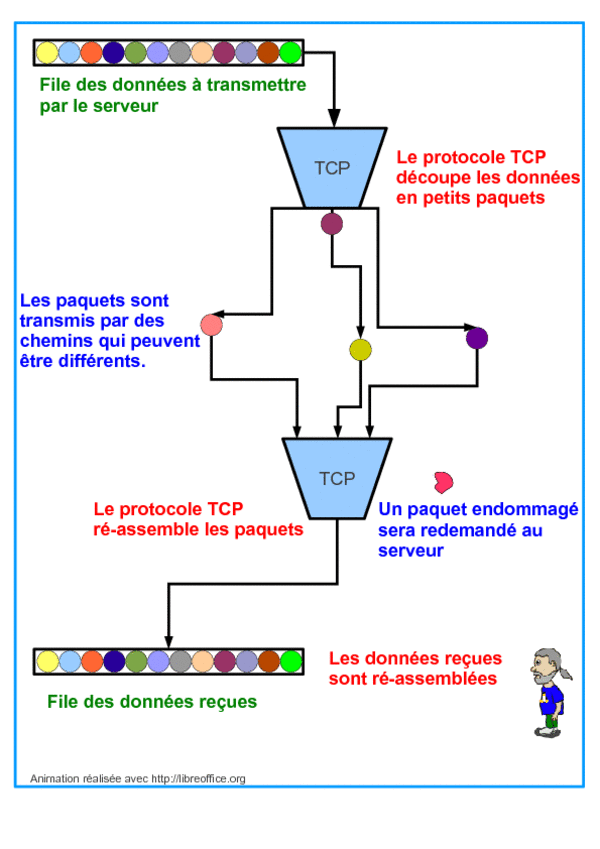 File des données à transmettre
par le serveur
TCP
Le protocole TCP
découpe les données
en petits paquets
Les paquets sont
transmis par des
chemins qui peuvent
être différents.
TCP
Le protocole TCP
ré-assemble les paquets
Un paquet endommagé
sera redemandé au
serveur
Les données reçues
sont ré-assemblées
File des données reçues
Animation réalisée avec http://libreoffice.org